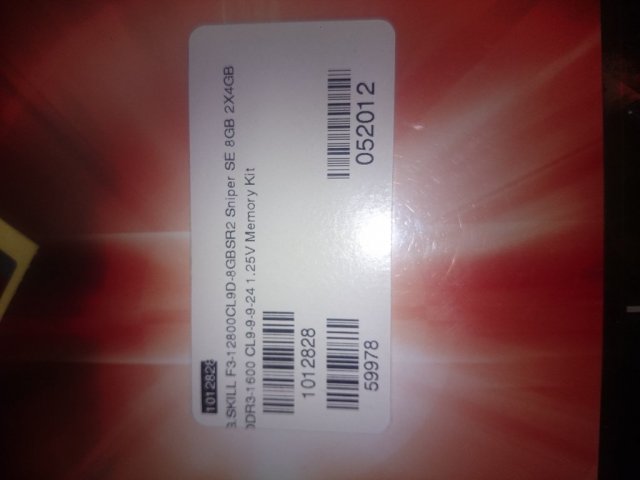 1012828
G.SKILL F3-12800CL9D-8GBSR2 Sniper SE 8GB 2X4GB
DDR3-1600 CL9-9-9-24 1.25V Memory Kit
1012828
59978
052012